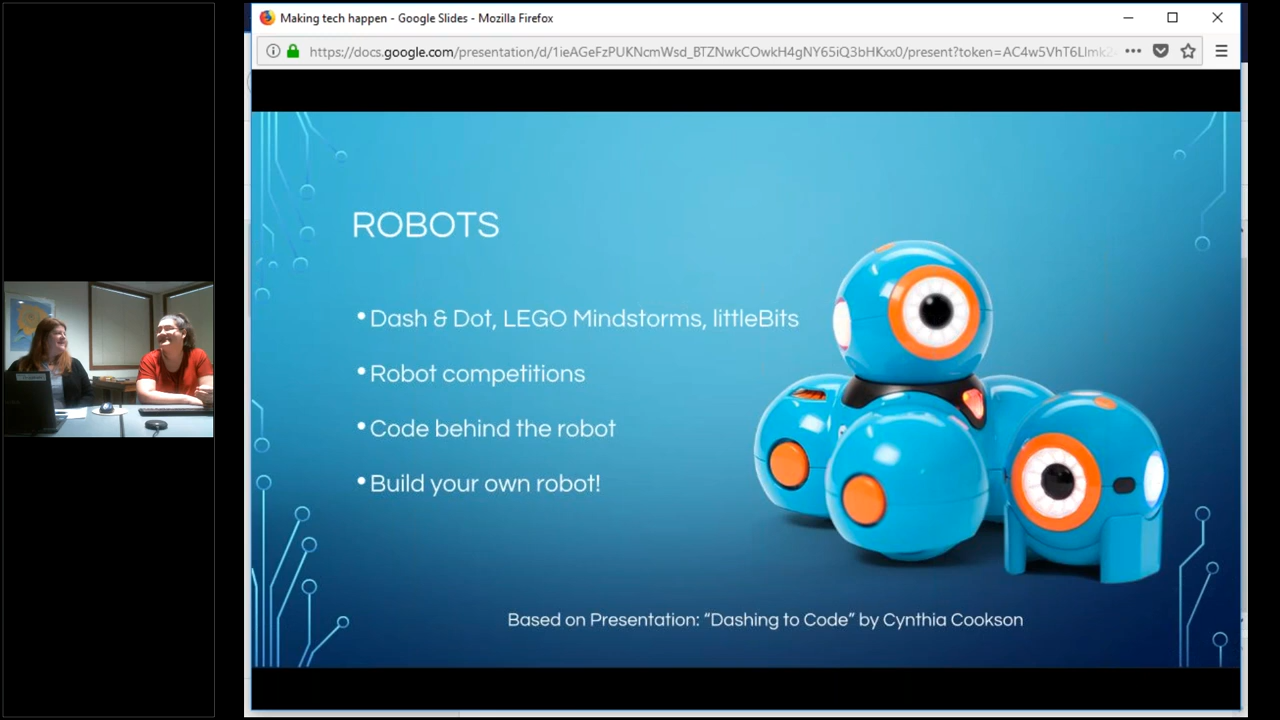 Making tech happen - Google Slides - Mozilla Firefox
https://docs.google.com/presentation/d/1ieAGeFzPUKNcmWsd_BTZNwkCOwkH4gNY65iQ3bHKxx0/present?token=AC4w5VhT6Llmk2
ROBOTS
•Dash & Dot, LEGO Mindstorms, littleBits
•Robot competitions
•Code behind the robot
•Build your own robot!
Based on Presentation: “Dashing to Code” by Cynthia Cookson